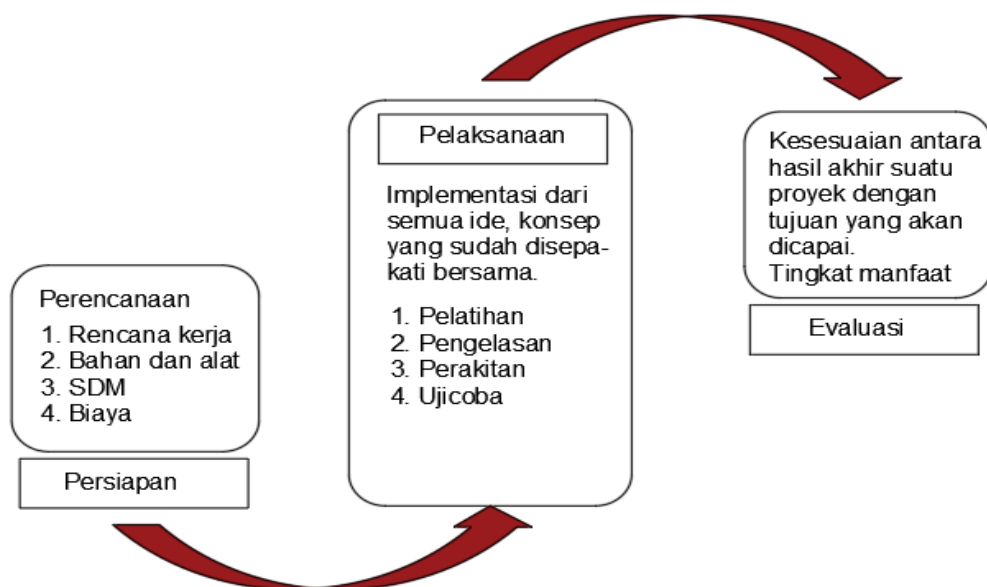 Perencanaan
1. Rencana kerja
2. Bahan dan alat
3. SDM
4. Biaya
Persiapan
Pelaksanaan
Implementasi dari
semua ide, konsep
yang sudah disepa-
kati bersama.
1. Pelatihan
2. Pengelasan
3. Perakitan
4. Ujicoba
Kesesuaian antara
hasil akhir suatu
proyek dengan
tujuan yang akan
dicapai.
Tingkat manfaat
Evaluasi